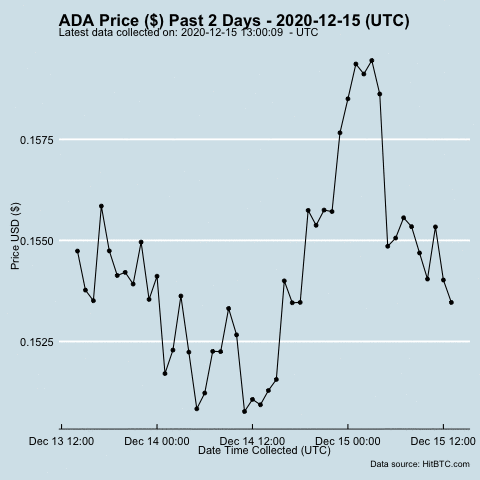 ADA Price ($) Past 2 Days - 2020-12-15 (UTC)
Latest data collected on: 2020-12-15 13:00:09 - UTC
0.1575
0.1550
0.1525
Price USD ($)
Dec 13 12:00 Dec 14 00:00 Dec 14 12:00 Dec 15 00:00 Dec 15 12:00
Date Time Collected (UTC)
Data source: HitBTC.com